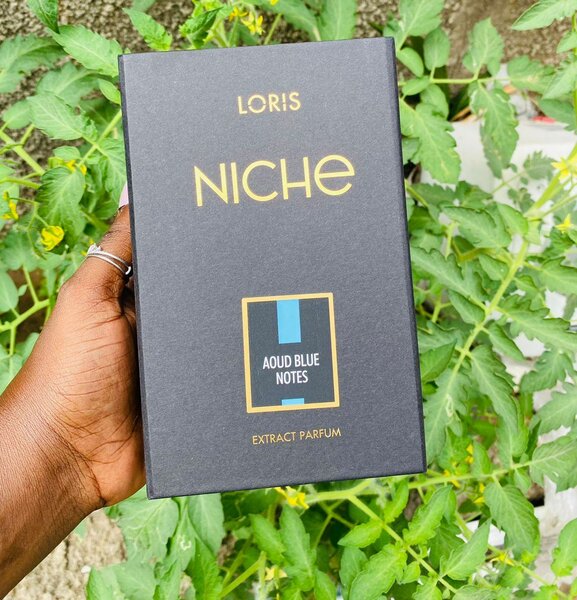 LORIS
NICHe
AOUD BLUE
NOTES
EXTRACT PARFUM